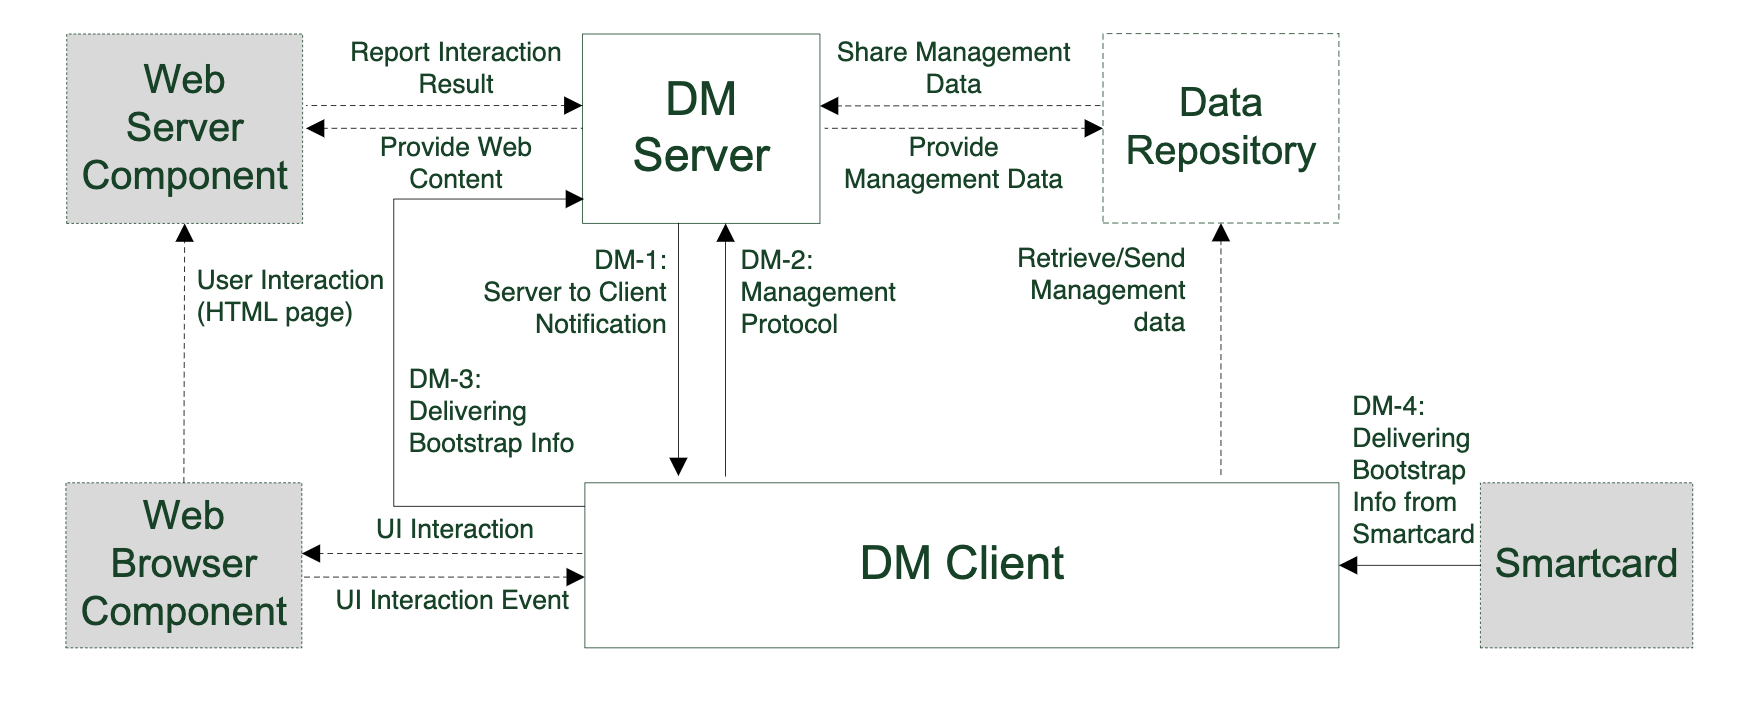 Web
Server
Component
Report Interaction
Result
Provide Web
Content
DM
Server
Share Management
Data
Provide
Management Data
Data
Repository
User Interaction
(HTML page)
DM-1:
Server to Client
Notification
DM-2:
Management
Protocol
Retrieve/Send
Management
data
DM-3:
Delivering
Bootstrap Info
DM-4:
Delivering
Bootstrap
Info from
Smartcard
Web
Browser
Component
UI Interaction
UI Interaction Event
DM Client
Smartcard